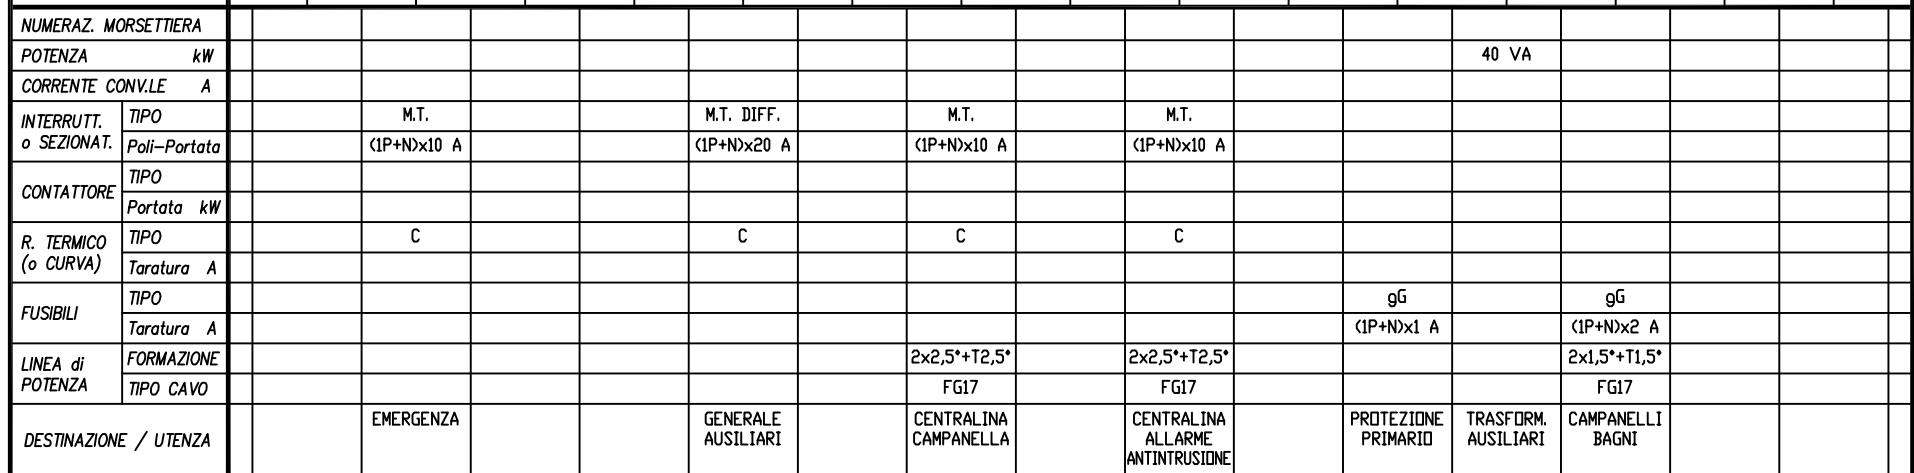 NUMERAZ. MORSETTIERA
POTENZA kW 40 VA
CORRENTE CONV.LE A
INTERRUTT. o SEZIONAT.
TIPO M.T. M.T. DIFF. M.T. M.T.
Poli-Portata (1P+N)x10 A (1P+N)x20 A (1P+N)x10 A (1P+N)x10 A
CONTATTORE
TIPO
Portata kW
R. TERMICO (o CURVA)
TIPO C C C C
Taratura A
FUSIBILI
TIPO gG gG
Taratura A (1P+N)x1 A (1P+N)x2 A
LINEA di POTENZA
FORMAZIONE 2x2,5*+T2,5* 2x2,5*+T2,5* 2x1,5*+T1,5*
TIPO CAVO FG17 FG17 FG17
DESTINAZIONE / UTENZA
EMERGENZA
GENERALE
AUSILIARI
CENTRALINA
CAMPANELLA
CENTRALINA
ALLARME
ANTINTRUSIONE
PROTEZIONE
PRIMARIO
TRASFORM.
AUSILIARI
CAMPANELLI
BAGNI